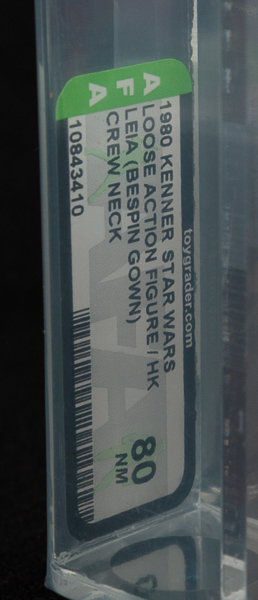 AFA
1980 KENNER STAR WARS
LOOSE ACTION FIGURE / HK
LEIA (BESPIN GOWN)
CREW NECK
80
NM
10843410
toygrader.com